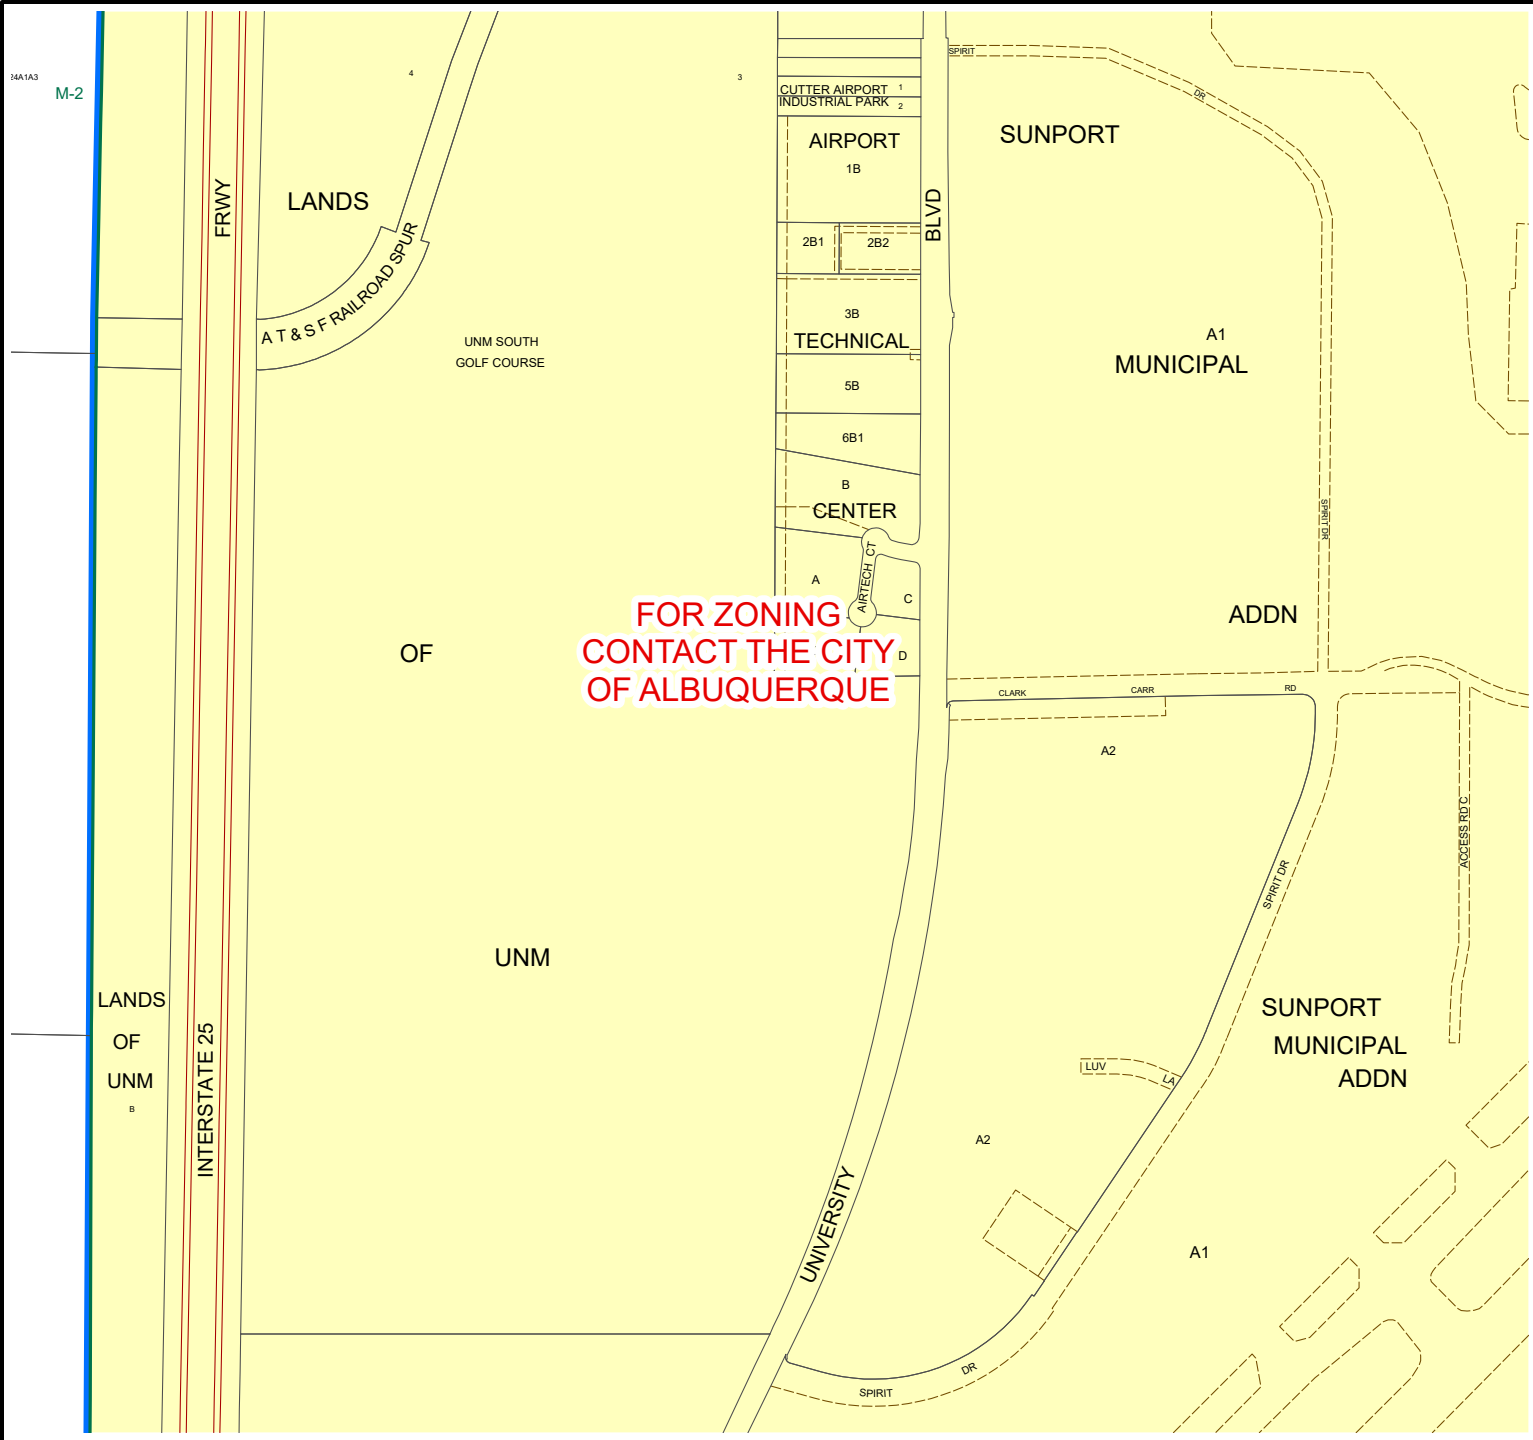 4
3
24A1A3
M-2
SPIRIT
DR
CUTTER AIRPORT
1
INDUSTRIAL PARK
2
AIRPORT
1B
SUNPORT
LANDS
FRWY
BLVD
2B1
2B2
A T & S F RAILROAD SPUR
3B
TECHNICAL
UNM SOUTH
GOLF COURSE
A1
MUNICIPAL
5B
6B1
B
CENTER
SPIRIT DR
AIRTECH CT
A
C
FOR ZONING
CONTACT THE CITY
OF ALBUQUERQUE
D
ADDN
OF
CLARK
CARR
RD
A2
ACCESS RD C
SPIRIT DR
UNM
LANDS
OF
UNM
B
INTERSTATE 25
SUNPORT
MUNICIPAL
ADDN
LUV
LA
A2
UNIVERSITY
A1
SPIRIT
DR